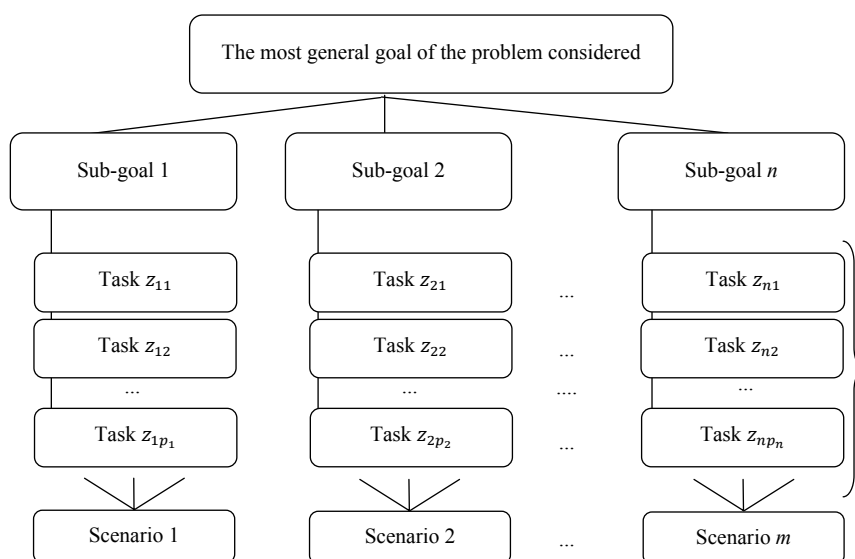 The most general goal of the problem considered
Sub-goal 1 Sub-goal 2 Sub-goal n
Task z₁₁ Task z₂₁ ... Task zₙ₁
Task z₁₂ Task z₂₂ ... Task zₙ₂
... ... .... ...
Task z₁ₚ₁ Task z₂ₚ₂ ... Task zₙₚₙ
Scenario 1 Scenario 2 ... Scenario m